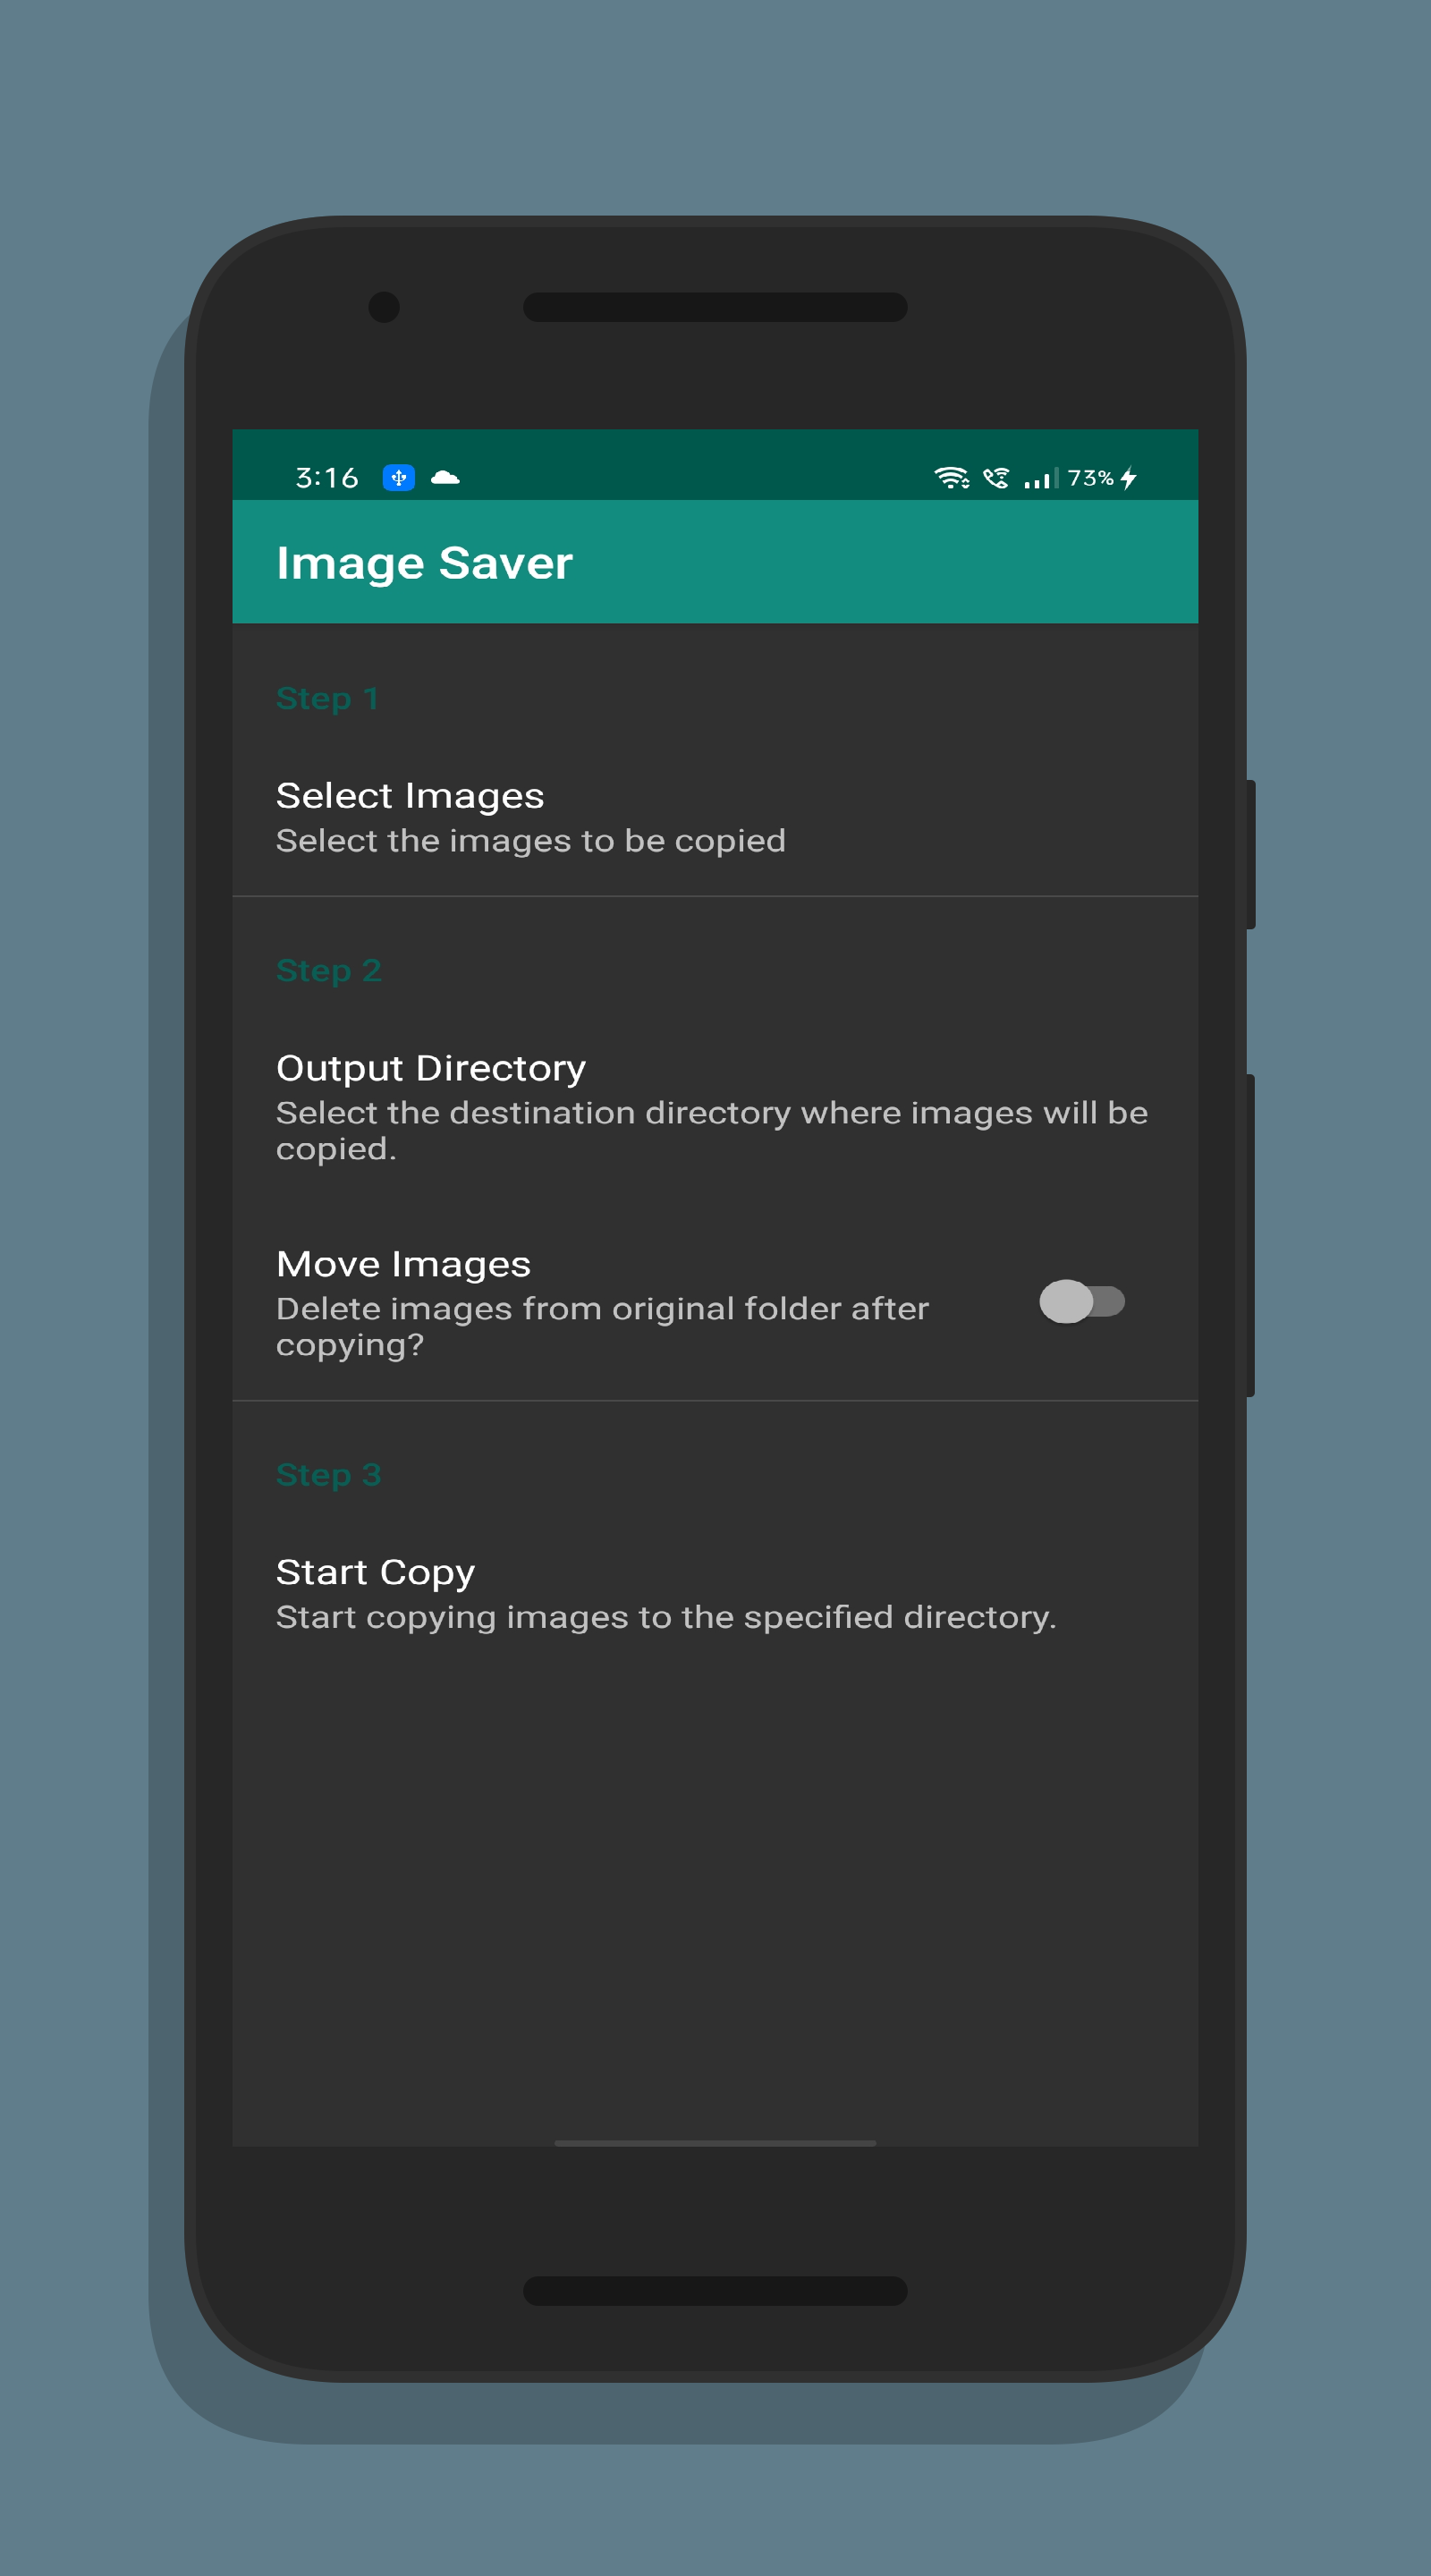 3:16 73%
Image Saver
Step 1
Select Images
Select the images to be copied
Step 2
Output Directory
Select the destination directory where images will be
copied.
Move Images
Delete images from original folder after
copying?
Step 3
Start Copy
Start copying images to the specified directory.